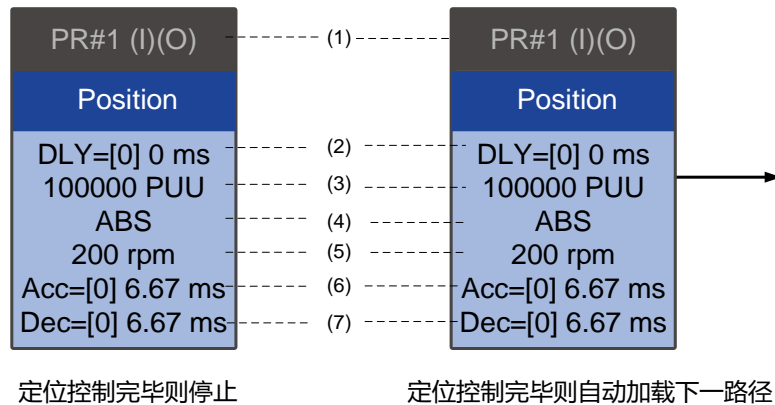 PR#1 (I)(O) (1) PR#1 (I)(O)
Position Position
DLY=[0] 0 ms (2) DLY=[0] 0 ms
100000 PUU (3) 100000 PUU
ABS (4) ABS
200 rpm (5) 200 rpm
Acc=[0] 6.67 ms (6) Acc=[0] 6.67 ms
Dec=[0] 6.67 ms (7) Dec=[0] 6.67 ms
定位控制完毕则停止 定位控制完毕则自动加载下一路径